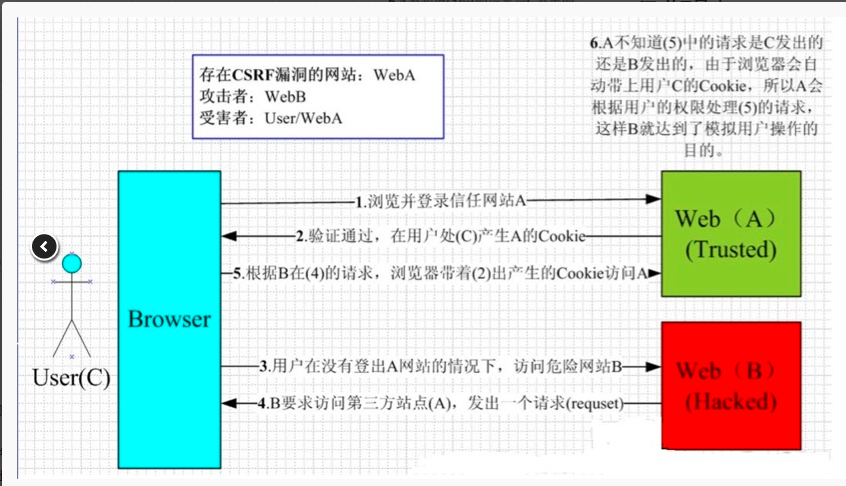 存在CSRF漏洞的网站：WebA
攻击者：WebB
受害者：User/WebA
6.A不知道(5)中的请求是C发出的
还是B发出的，由于浏览器会自
动带上用户C的Cookie，所以A会
根据用户的权限处理(5)的请求，
这样B就达到了模拟用户操作的
目的。
1.浏览并登录信任网站A
2.验证通过，在用户处(C)产生A的Cookie
5.根据B在(4)的请求，浏览器带着(2)出产生的Cookie访问A
3.用户在没有登出A网站的情况下，访问危险网站B
4.B要求访问第三方站点(A)，发出一个请求(requset)
User(C)
Browser
Web（A）
(Trusted)
Web（B）
(Hacked)